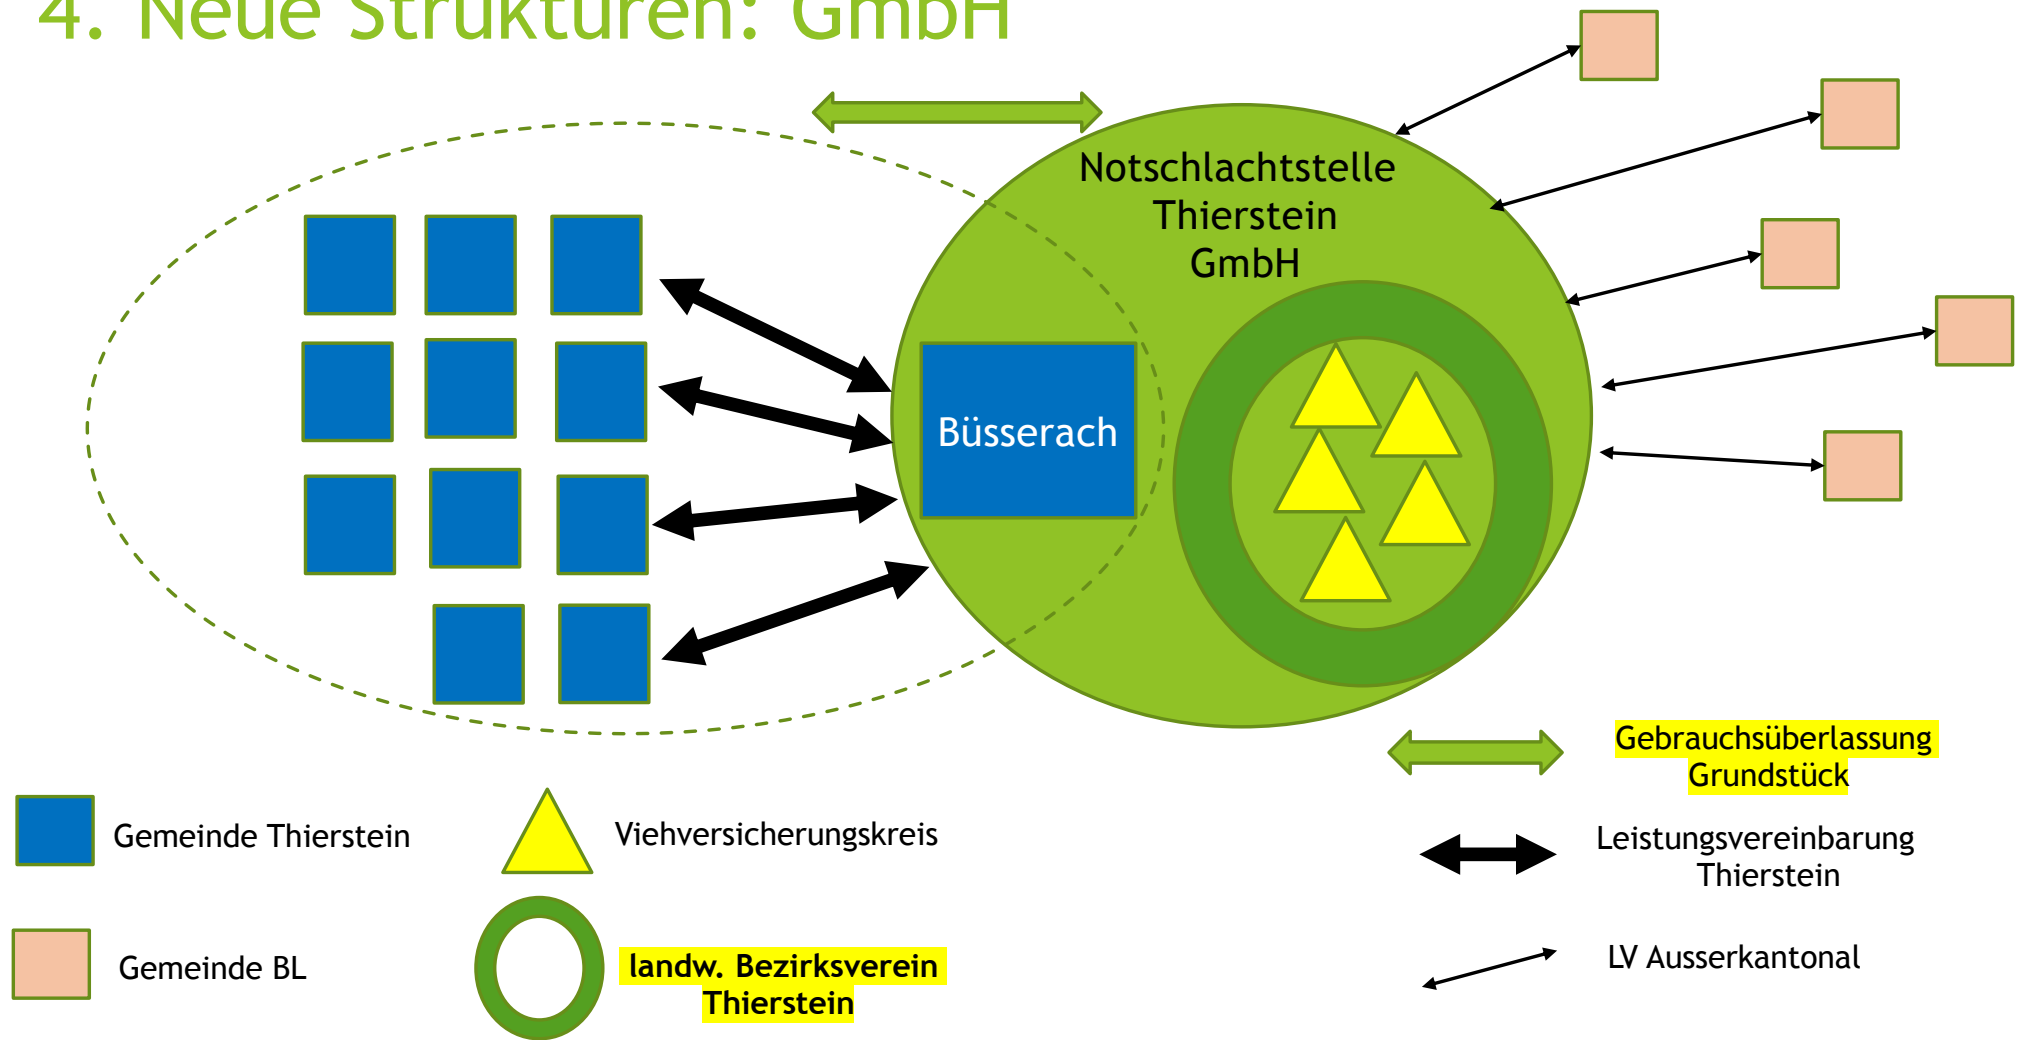 4. Neue Strukturen: GmbH
Notschlachtstelle
Thierstein
GmbH
Büsserach
Gebrauchsüberlassung
Grundstück
Gemeinde Thierstein
Viehversicherungskreis
Leistungsvereinbarung
Thierstein
Gemeinde BL
landw. Bezirksverein
Thierstein
LV Ausserkantonal